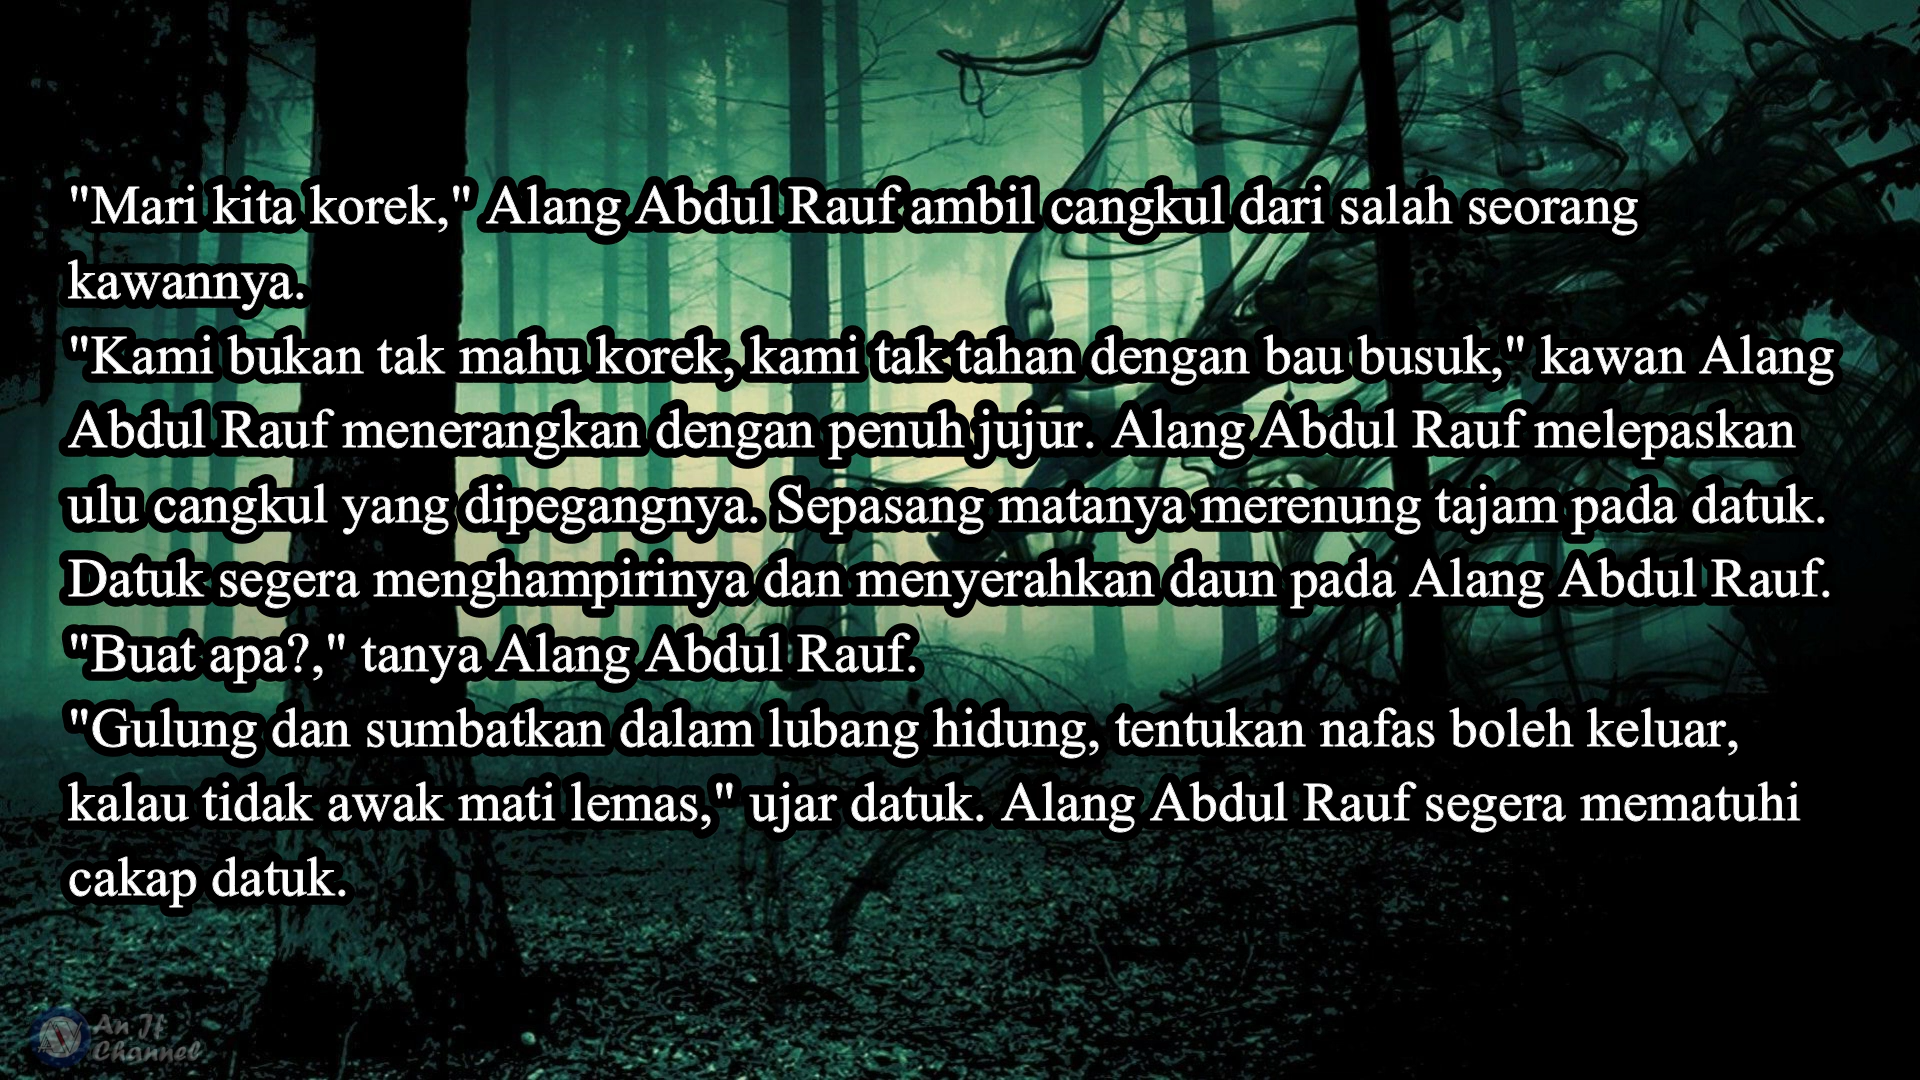 "Mari kita korek," Alang Abdul Rauf ambil cangkul dari salah seorang
kawannya.
"Kami bukan tak mahu korek, kami tak tahan dengan bau busuk," kawan Alang
Abdul Rauf menerangkan dengan penuh jujur. Alang Abdul Rauf melepaskan
ulu cangkul yang dipegangnya. Sepasang matanya merenung tajam pada datuk.
Datuk segera menghampirinya dan menyerahkan daun pada Alang Abdul Rauf.
"Buat apa?," tanya Alang Abdul Rauf.
"Gulung dan sumbatkan dalam lubang hidung, tentukan nafas boleh keluar,
kalau tidak awak mati lemas," ujar datuk. Alang Abdul Rauf segera mematuhi
cakap datuk.
An It
Channel